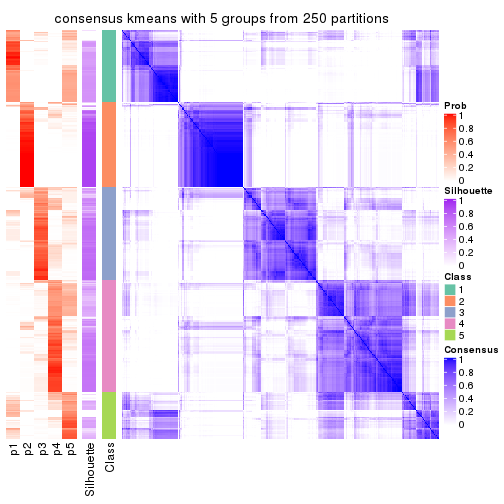 consensus kmeans with 5 groups from 250 partitions
Prob
1
0.8
0.6
0.4
0.2
0
Silhouette
1
0.8
0.6
0.4
0.2
0
Class
1
2
3
4
5
Consensus
1
0.8
0.6
0.4
0.2
0
p1
p2
p3
p4
p5
Silhouette
Class